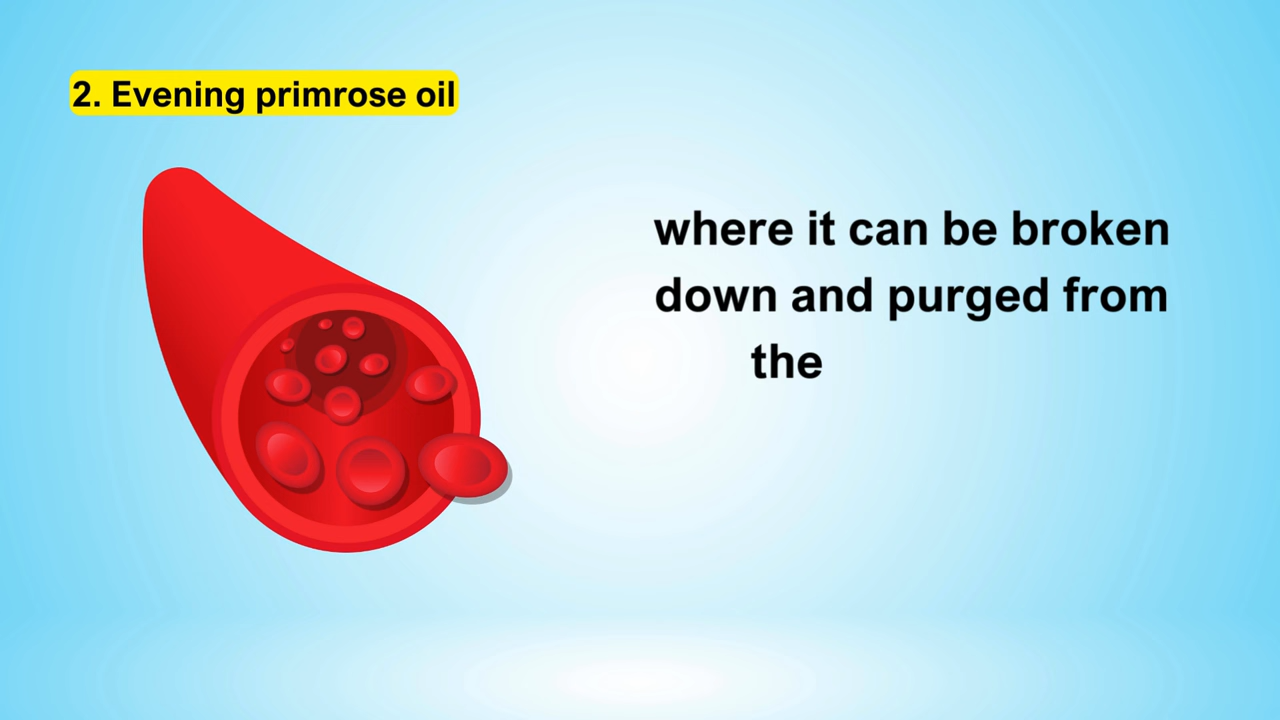 2. Evening primrose oil
where it can be broken
down and purged from
the